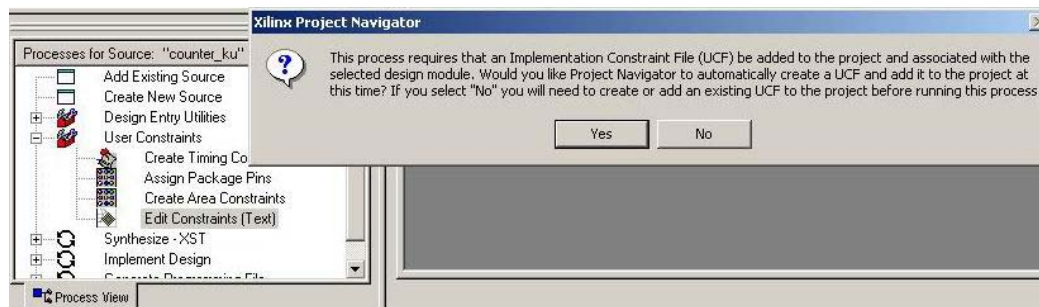 Xilinx Project Navigator
This process requires that an Implementation Constraint File (UCF) be added to the project and associated with the
selected design module. Would you like Project Navigator to automatically create a UCF and add it to the project at
this time? If you select "No" you will need to create or add an existing UCF to the project before running this process
Yes
No
Processes for Source: "counter_ku"
Add Existing Source
Create New Source
Design Entry Utilities
User Constraints
Create Timing Co
Assign Package Pins
Create Area Constraints
Edit Constraints (Text)
Synthesize - XST
Implement Design
Generate Programming File
Process View